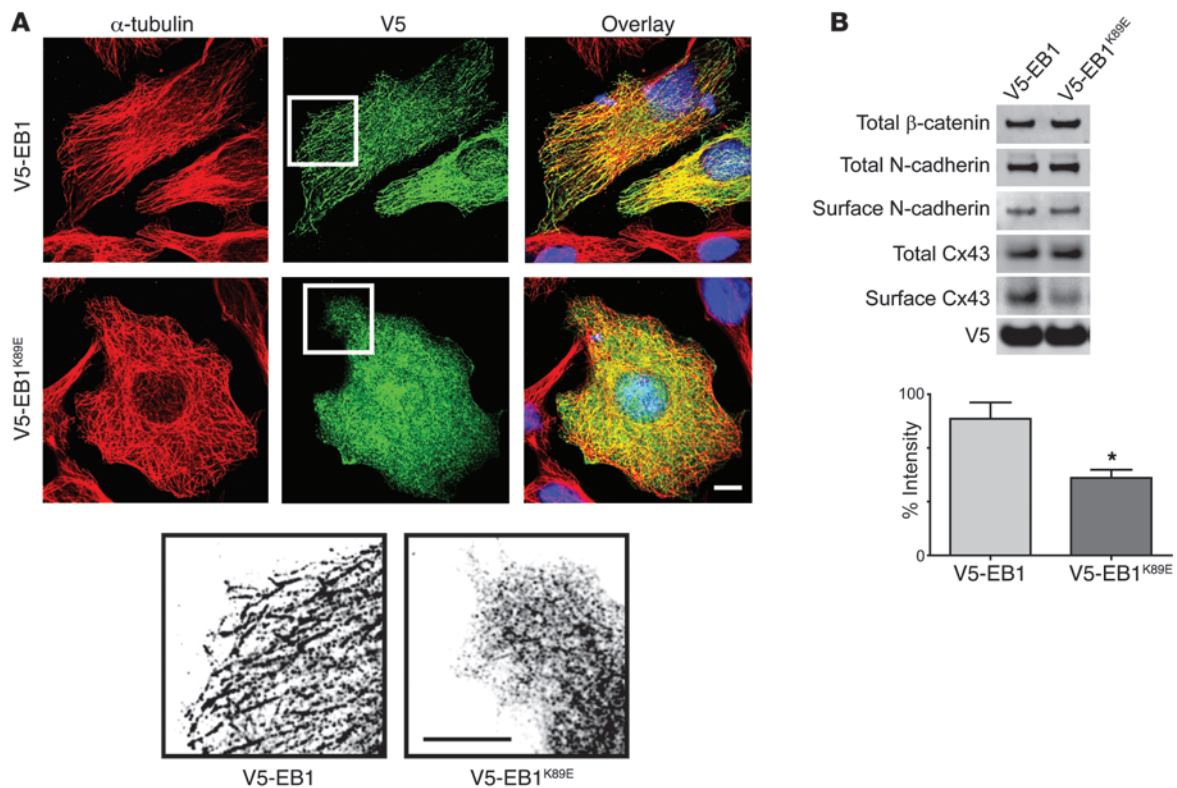 A
α-tubulin V5 Overlay
V5-EB1
V5-EB1K89E
V5-EB1 V5-EB1K89E
B
V5-EB1 V5-EB1K89E
Total β-catenin
Total N-cadherin
Surface N-cadherin
Total Cx43
Surface Cx43
V5
100
*
% Intensity
0
V5-EB1 V5-EB1K89E